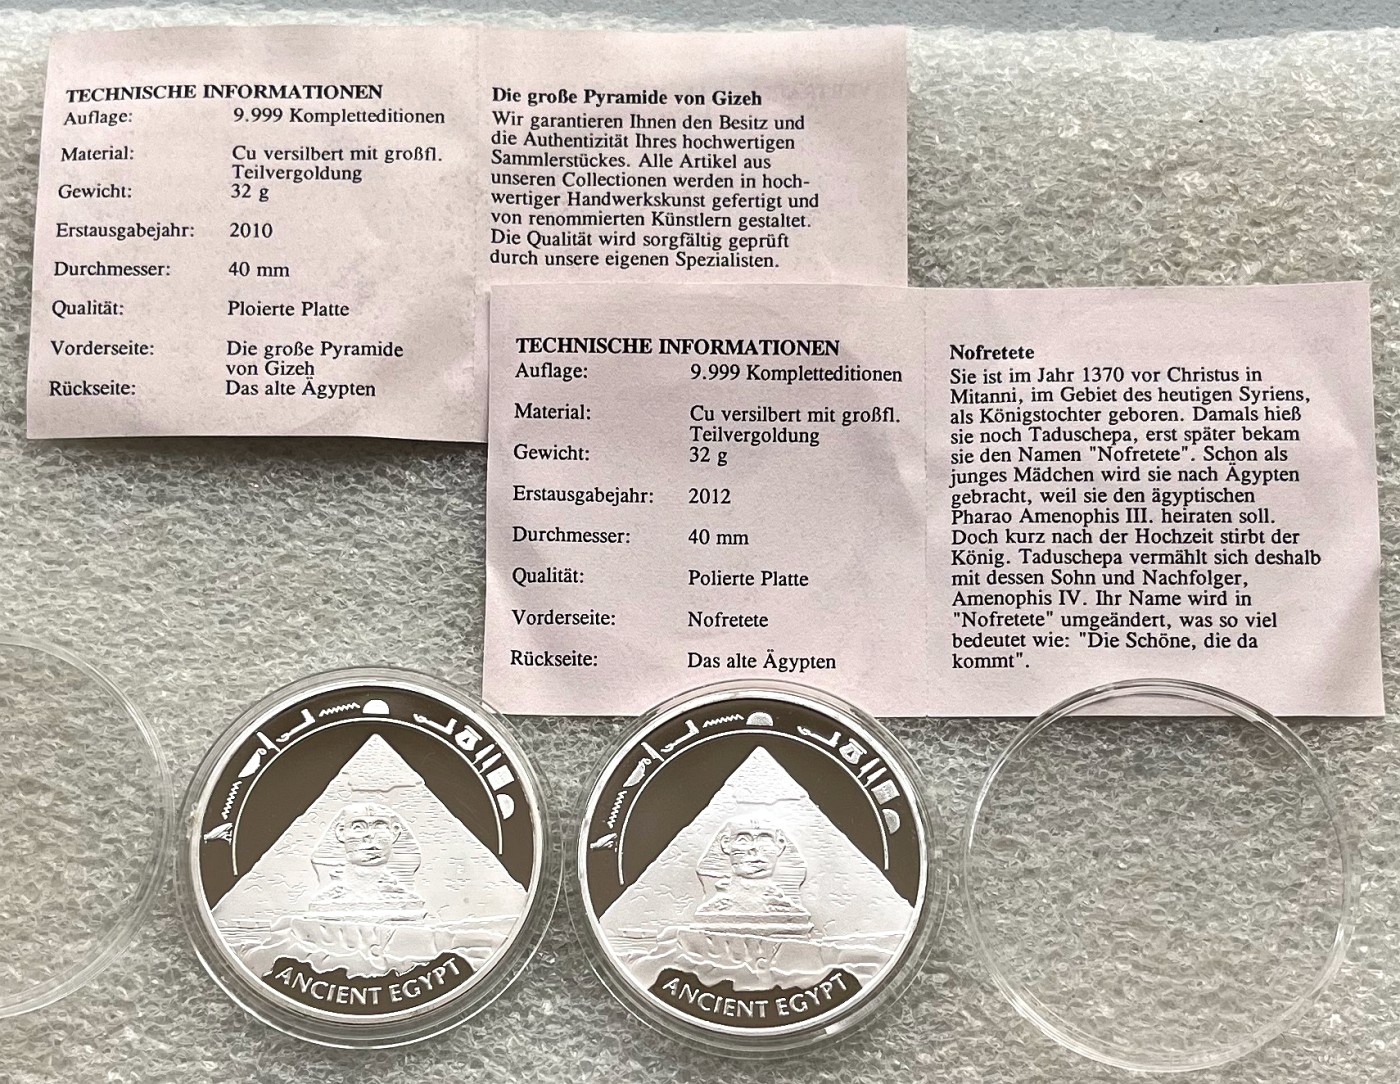 TECHNISCHE INFORMATIONEN
Auflage: 9.999 Kompletteditionen
Material: Cu versilbert mit großfl.
Teilvergoldung
Gewicht: 32 g
Erstausgabejahr: 2010
Durchmesser: 40 mm
Qualität: Ploierte Platte
Vorderseite: Die große Pyramide
von Gizeh
Rückseite: Das alte Ägypten
Die große Pyramide von Gizeh
Wir garantieren Ihnen den Besitz und
die Authentizität Ihres hochwertigen
Sammlerstückes. Alle Artikel aus
unseren Collectionen werden in hoch-
wertiger Handwerkskunst gefertigt und
von renommierten Künstlern gestaltet.
Die Qualität wird sorgfältig geprüft
durch unsere eigenen Spezialisten.
TECHNISCHE INFORMATIONEN
Auflage: 9.999 Kompletteditionen
Material: Cu versilbert mit großfl.
Teilvergoldung
Gewicht: 32 g
Erstausgabejahr: 2012
Durchmesser: 40 mm
Qualität: Polierte Platte
Vorderseite: Nofretete
Rückseite: Das alte Ägypten
Nofretete
Sie ist im Jahr 1370 vor Christus in
Mitanni, im Gebiet des heutigen Syriens,
als Königstochter geboren. Damals hieß
sie noch Taduschepa, erst später bekam
sie den Namen "Nofretete". Schon als
junges Mädchen wird sie nach Ägypten
gebracht, weil sie den ägyptischen
Pharao Amenophis III. heiraten soll.
Doch kurz nach der Hochzeit stirbt der
König. Taduschepa vermählt sich deshalb
mit dessen Sohn und Nachfolger,
Amenophis IV. Ihr Name wird in
"Nofretete" umgeändert, was so viel
bedeutet wie: "Die Schöne, die da
kommt".
ANCIENT EGYPT
ANCIENT EGYPT